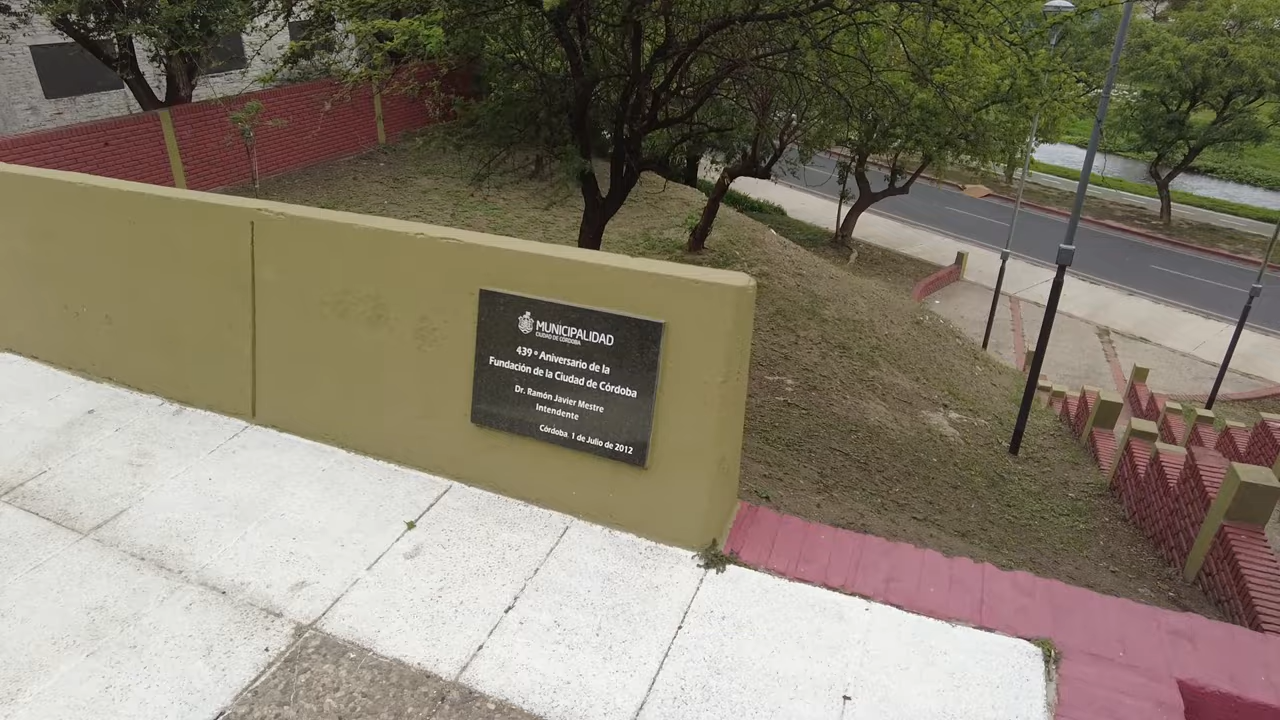 MUNICIPALIDAD
CIUDAD DE CÓRDOBA
439º Aniversario de la
Fundación de la Ciudad de Córdoba
Dr. Ramón Javier Mestre
Intendente
Córdoba, 1 de Julio de 2012